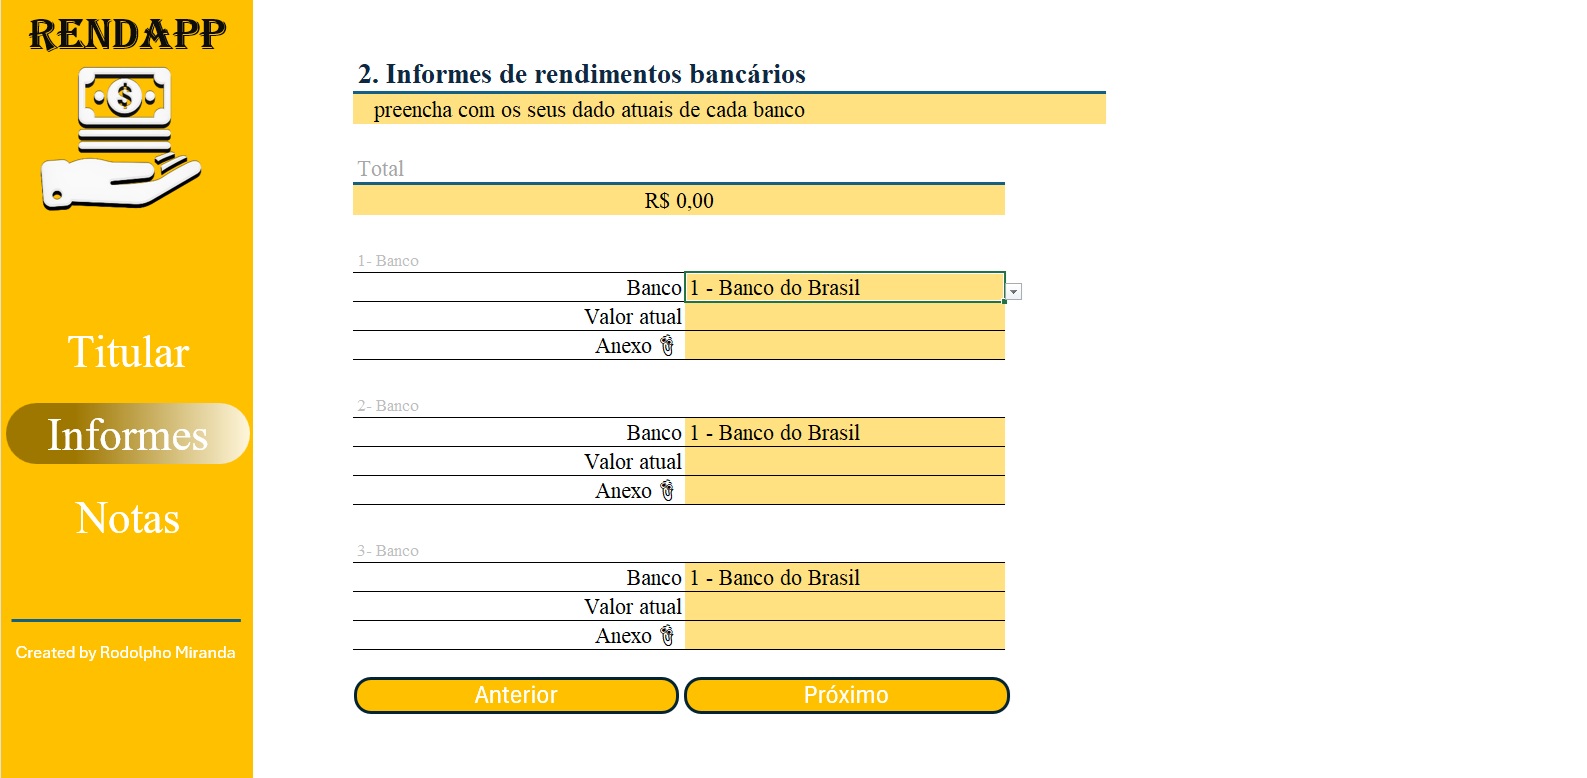 RENDAPP
$
Titular
Informes
Notas
Created by Rodolpho Miranda
2. Informes de rendimentos bancários
preencha com os seus dado atuais de cada banco
Total
R$ 0,00
1- Banco
Banco 1 - Banco do Brasil
Valor atual
Anexo
2- Banco
Banco 1 - Banco do Brasil
Valor atual
Anexo
3- Banco
Banco 1 - Banco do Brasil
Valor atual
Anexo
Anterior Próximo